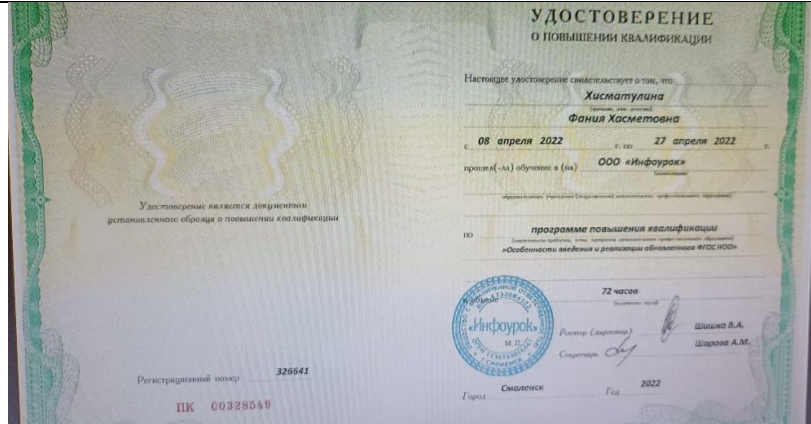 Удостоверение является документом
установленного образца о повышении квалификации
Регистрационный номер 326641
ПК 00328549
УДОСТОВЕРЕНИЕ
О ПОВЫШЕНИИ КВАЛИФИКАЦИИ
Настоящее удостоверение свидетельствует о том, что
Хисматулина
Фания Хасметовна
с 08 апреля 2022 г. по 27 апреля 2022 г.
прошел(-ла) обучение в (на) ООО «Инфоурок»
по программе повышения квалификации
«Особенности введения и реализации обновленного ФГОС НОО»
в объеме 72 часов
«Инфоурок»
М. П.
Ректор (директор) Шишко В.А.
Секретарь Шарова А.М.
Город Смоленск Год 2022